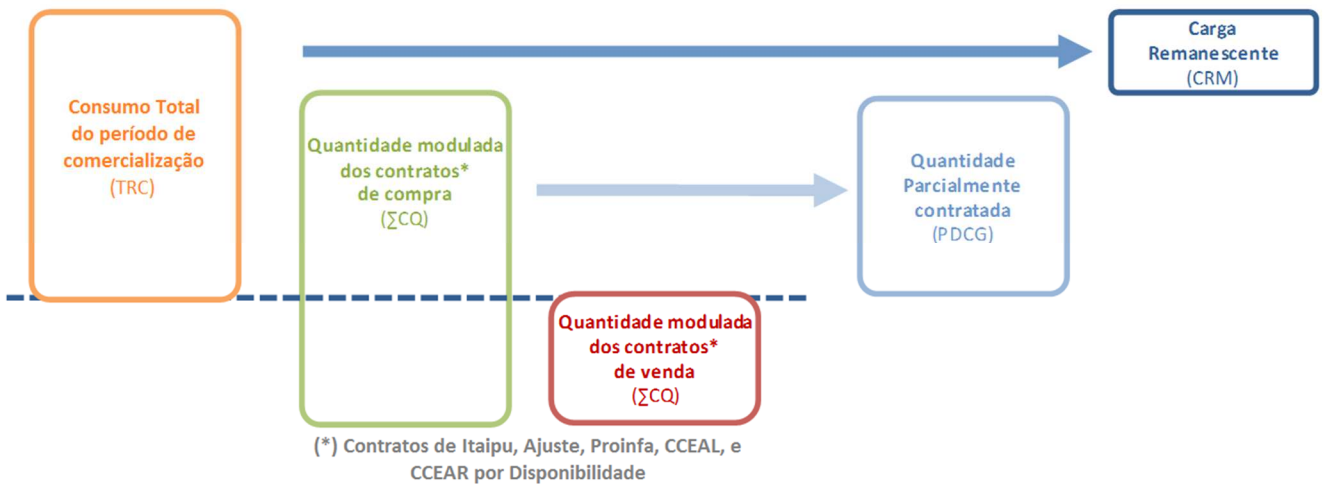 Consumo Total
do período de
comercialização
(TRC)
Quantidade modulada
dos contratos*
de compra
(∑CQ)
Quantidade modulada
dos contratos*
de venda
(∑CQ)
Quantidade
Parcialmente
contratada
(PDCG)
Carga
Remanescente
(CRM)
(*) Contratos de Itaipu, Ajuste, Proinfa, CCEAL, e
CCEAR por Disponibilidade